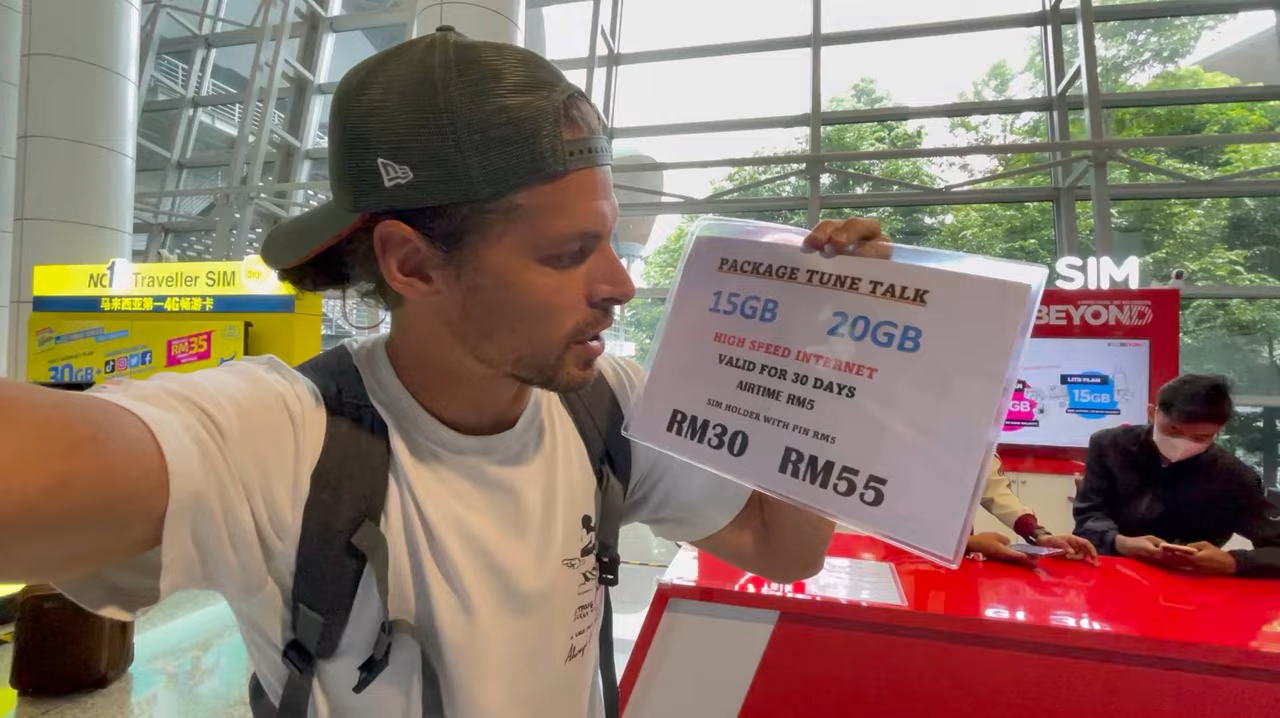 PACKAGE TUNE TALK
15GB 20GB
HIGH SPEED INTERNET
VALID FOR 30 DAYS
AIRTIME RM5
SIM HOLDER WITH PIN RM5
RM30 RM55
Traveller SIM
马来西亚第一4G畅游卡
RM35
30GB+
SIM
BEYOND
GB
15GB